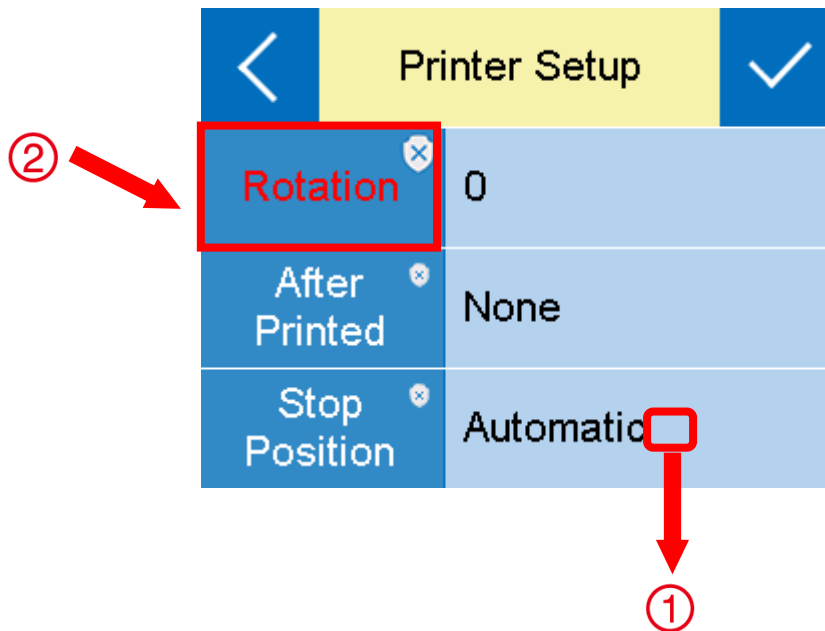 Printer Setup
② Rotation 0
After
Printed
None
Stop
Position
Automatic
①